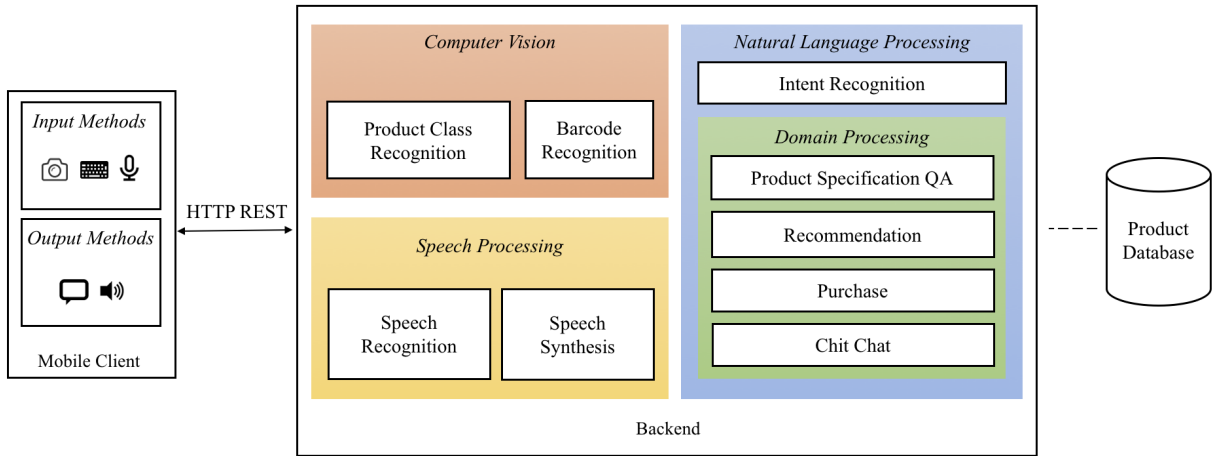 Input Methods
Output Methods
Mobile Client
HTTP REST
Computer Vision
Product Class
Recognition
Barcode
Recognition
Speech Processing
Speech
Recognition
Speech
Synthesis
Natural Language Processing
Intent Recognition
Domain Processing
Product Specification QA
Recommendation
Purchase
Chit Chat
Backend
Product
Database